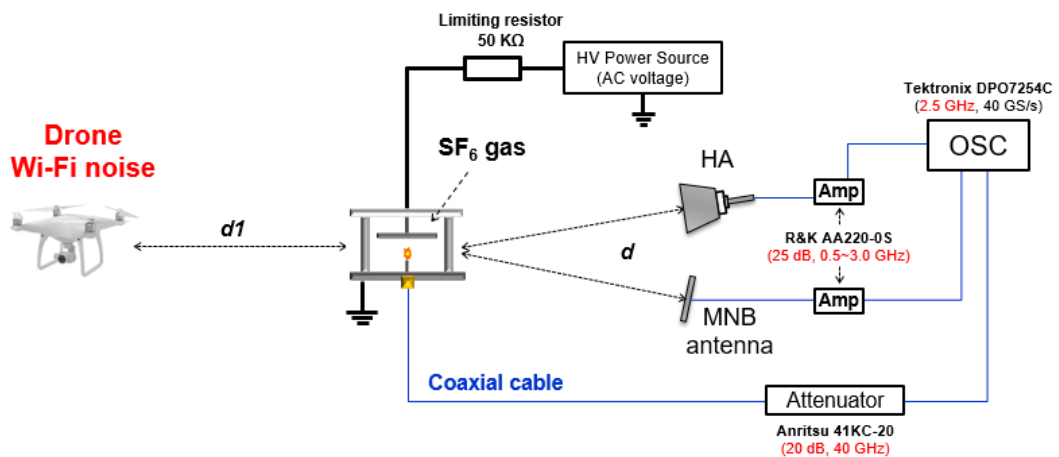 Limiting resistor
50 KΩ
HV Power Source
(AC voltage)
Tektronix DPO7254C
(2.5 GHz, 40 GS/s)
OSC
Drone
Wi-Fi noise
SF₆ gas
HA
Amp
d1
d
R&K AA220-0S
(25 dB, 0.5~3.0 GHz)
Amp
MNB
antenna
Coaxial cable
Attenuator
Anritsu 41KC-20
(20 dB, 40 GHz)